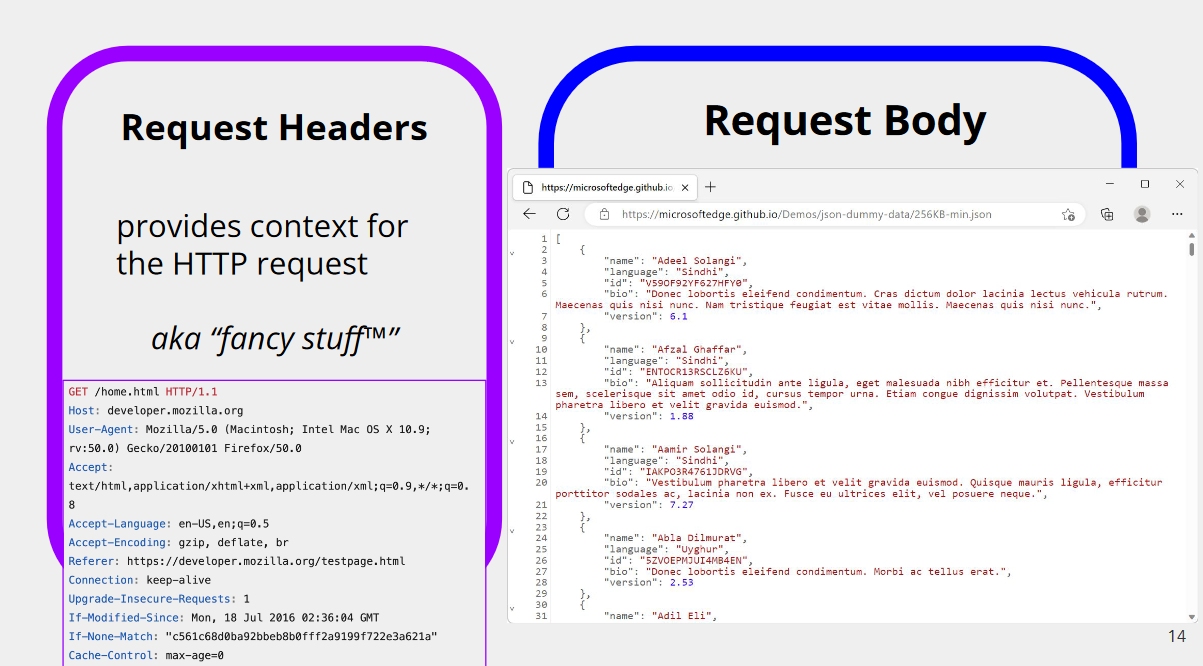 Request Headers
provides context for
the HTTP request
aka “fancy stuff™”
GET /home.html HTTP/1.1
Host: developer.mozilla.org
User-Agent: Mozilla/5.0 (Macintosh; Intel Mac OS X 10.9;
rv:50.0) Gecko/20100101 Firefox/50.0
Accept:
text/html,application/xhtml+xml,application/xml;q=0.9,*/*;q=0.
8
Accept-Language: en-US,en;q=0.5
Accept-Encoding: gzip, deflate, br
Referer: https://developer.mozilla.org/testpage.html
Connection: keep-alive
Upgrade-Insecure-Requests: 1
If-Modified-Since: Mon, 18 Jul 2016 02:36:04 GMT
If-None-Match: "c561c68d0ba92bbeb8b0fff2a9199f722e3a621a"
Cache-Control: max-age=0
Request Body
https://microsoftedge.github.io
https://microsoftedge.github.io/Demos/json-dummy-data/256KB-min.json
1 [
2 {
3 "name": "Adeel Solangi",
4 "language": "Sindhi",
5 "id": "V59OF92YF627HFY0",
6 "bio": "Donec lobortis eleifend condimentum. Cras dictum dolor lacinia lectus vehicula rutrum.
Maecenas quis nisi nunc. Nam tristique feugiat est vitae mollis. Maecenas quis nisi nunc.",
7 "version": 6.1
8 },
9 {
10 "name": "Afzal Ghaffar",
11 "language": "Sindhi",
12 "id": "ENTOCR13RSCLZ6KU",
13 "bio": "Aliquam sollicitudin ante ligula, eget malesuada nibh efficitur et. Pellentesque massa
sem, scelerisque sit amet odio id, cursus tempor urna. Etiam congue dignissim volutpat. Vestibulum
pharetra libero et velit gravida euismod.",
14 "version": 1.88
15 },
16 {
17 "name": "Aamir Solangi",
18 "language": "Sindhi",
19 "id": "IAKPO3R4761JDRVG",
20 "bio": "Vestibulum pharetra libero et velit gravida euismod. Quisque mauris ligula, efficitur
porttitor sodales ac, lacinia non ex. Fusce eu ultrices elit, vel posuere neque.",
21 "version": 7.27
22 },
23 {
24 "name": "Abla Dilmurat",
25 "language": "Uyghur",
26 "id": "5ZVOEPMJUI4MB4EN",
27 "bio": "Donec lobortis eleifend condimentum. Morbi ac tellus erat.",
28 "version": 2.53
29 },
30 {
31 "name": "Adil Eli",
14